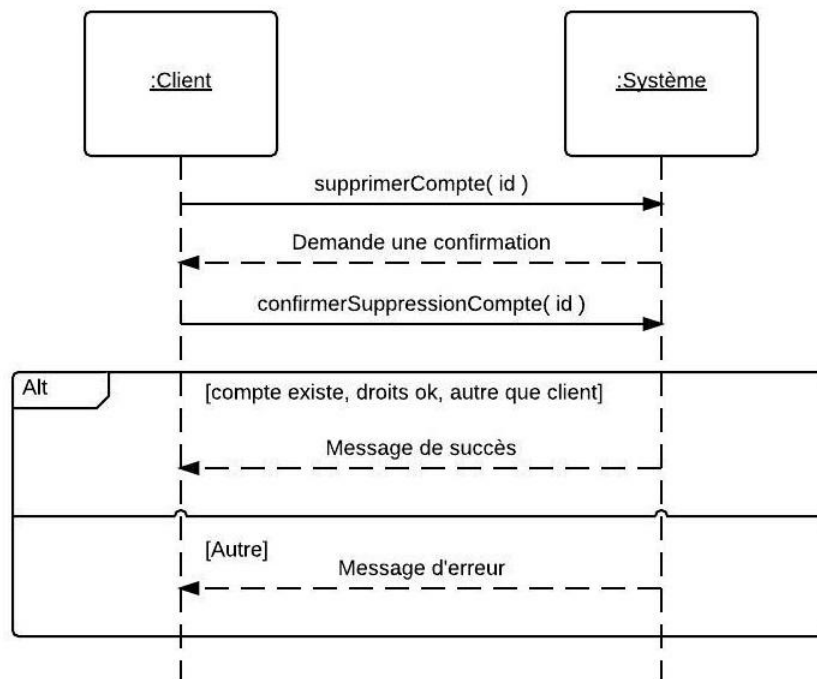 :Client
:Système
supprimerCompte( id )
Demande une confirmation
confirmerSuppressionCompte( id )
Alt
[compte existe, droits ok, autre que client]
Message de succès
[Autre]
Message d'erreur